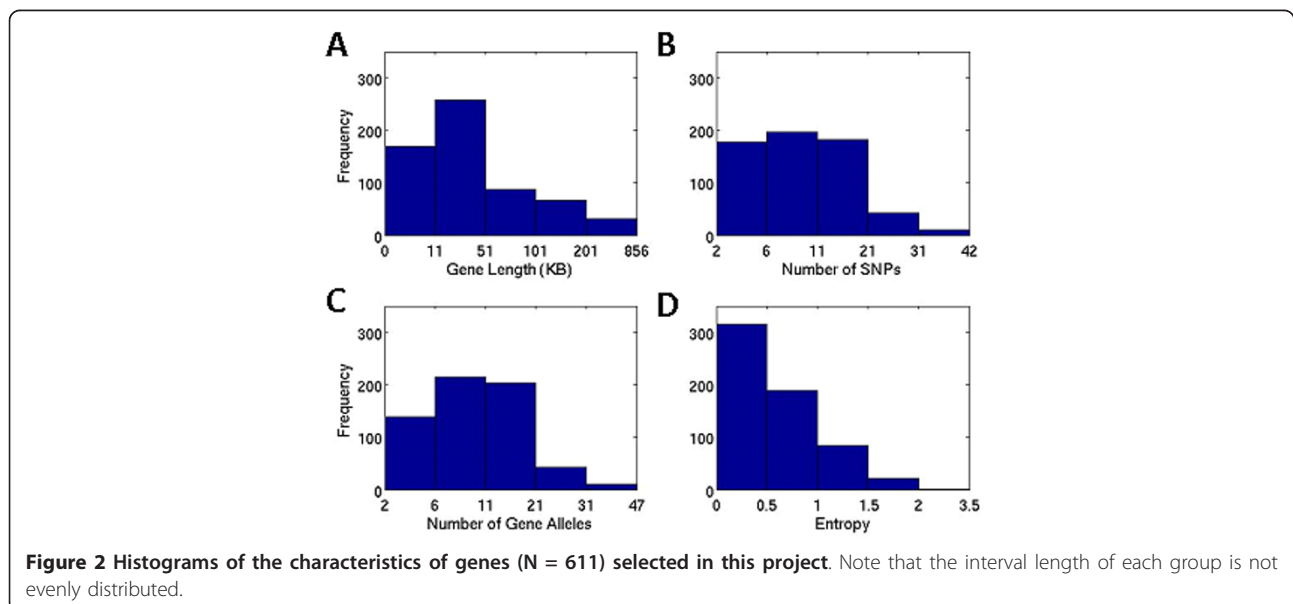 A
B
300
200
100
0
Frequency
0 11 51 101 201 856
Gene Length (KB)
300
200
100
0
2 6 11 21 31 42
Number of SNPs
C
D
300
200
100
0
Frequency
2 6 11 21 31 47
Number of Gene Alleles
300
200
100
0
0 0.5 1 1.5 2 3.5
Entropy
Figure 2 Histograms of the characteristics of genes (N = 611) selected in this project. Note that the interval length of each group is not
evenly distributed.